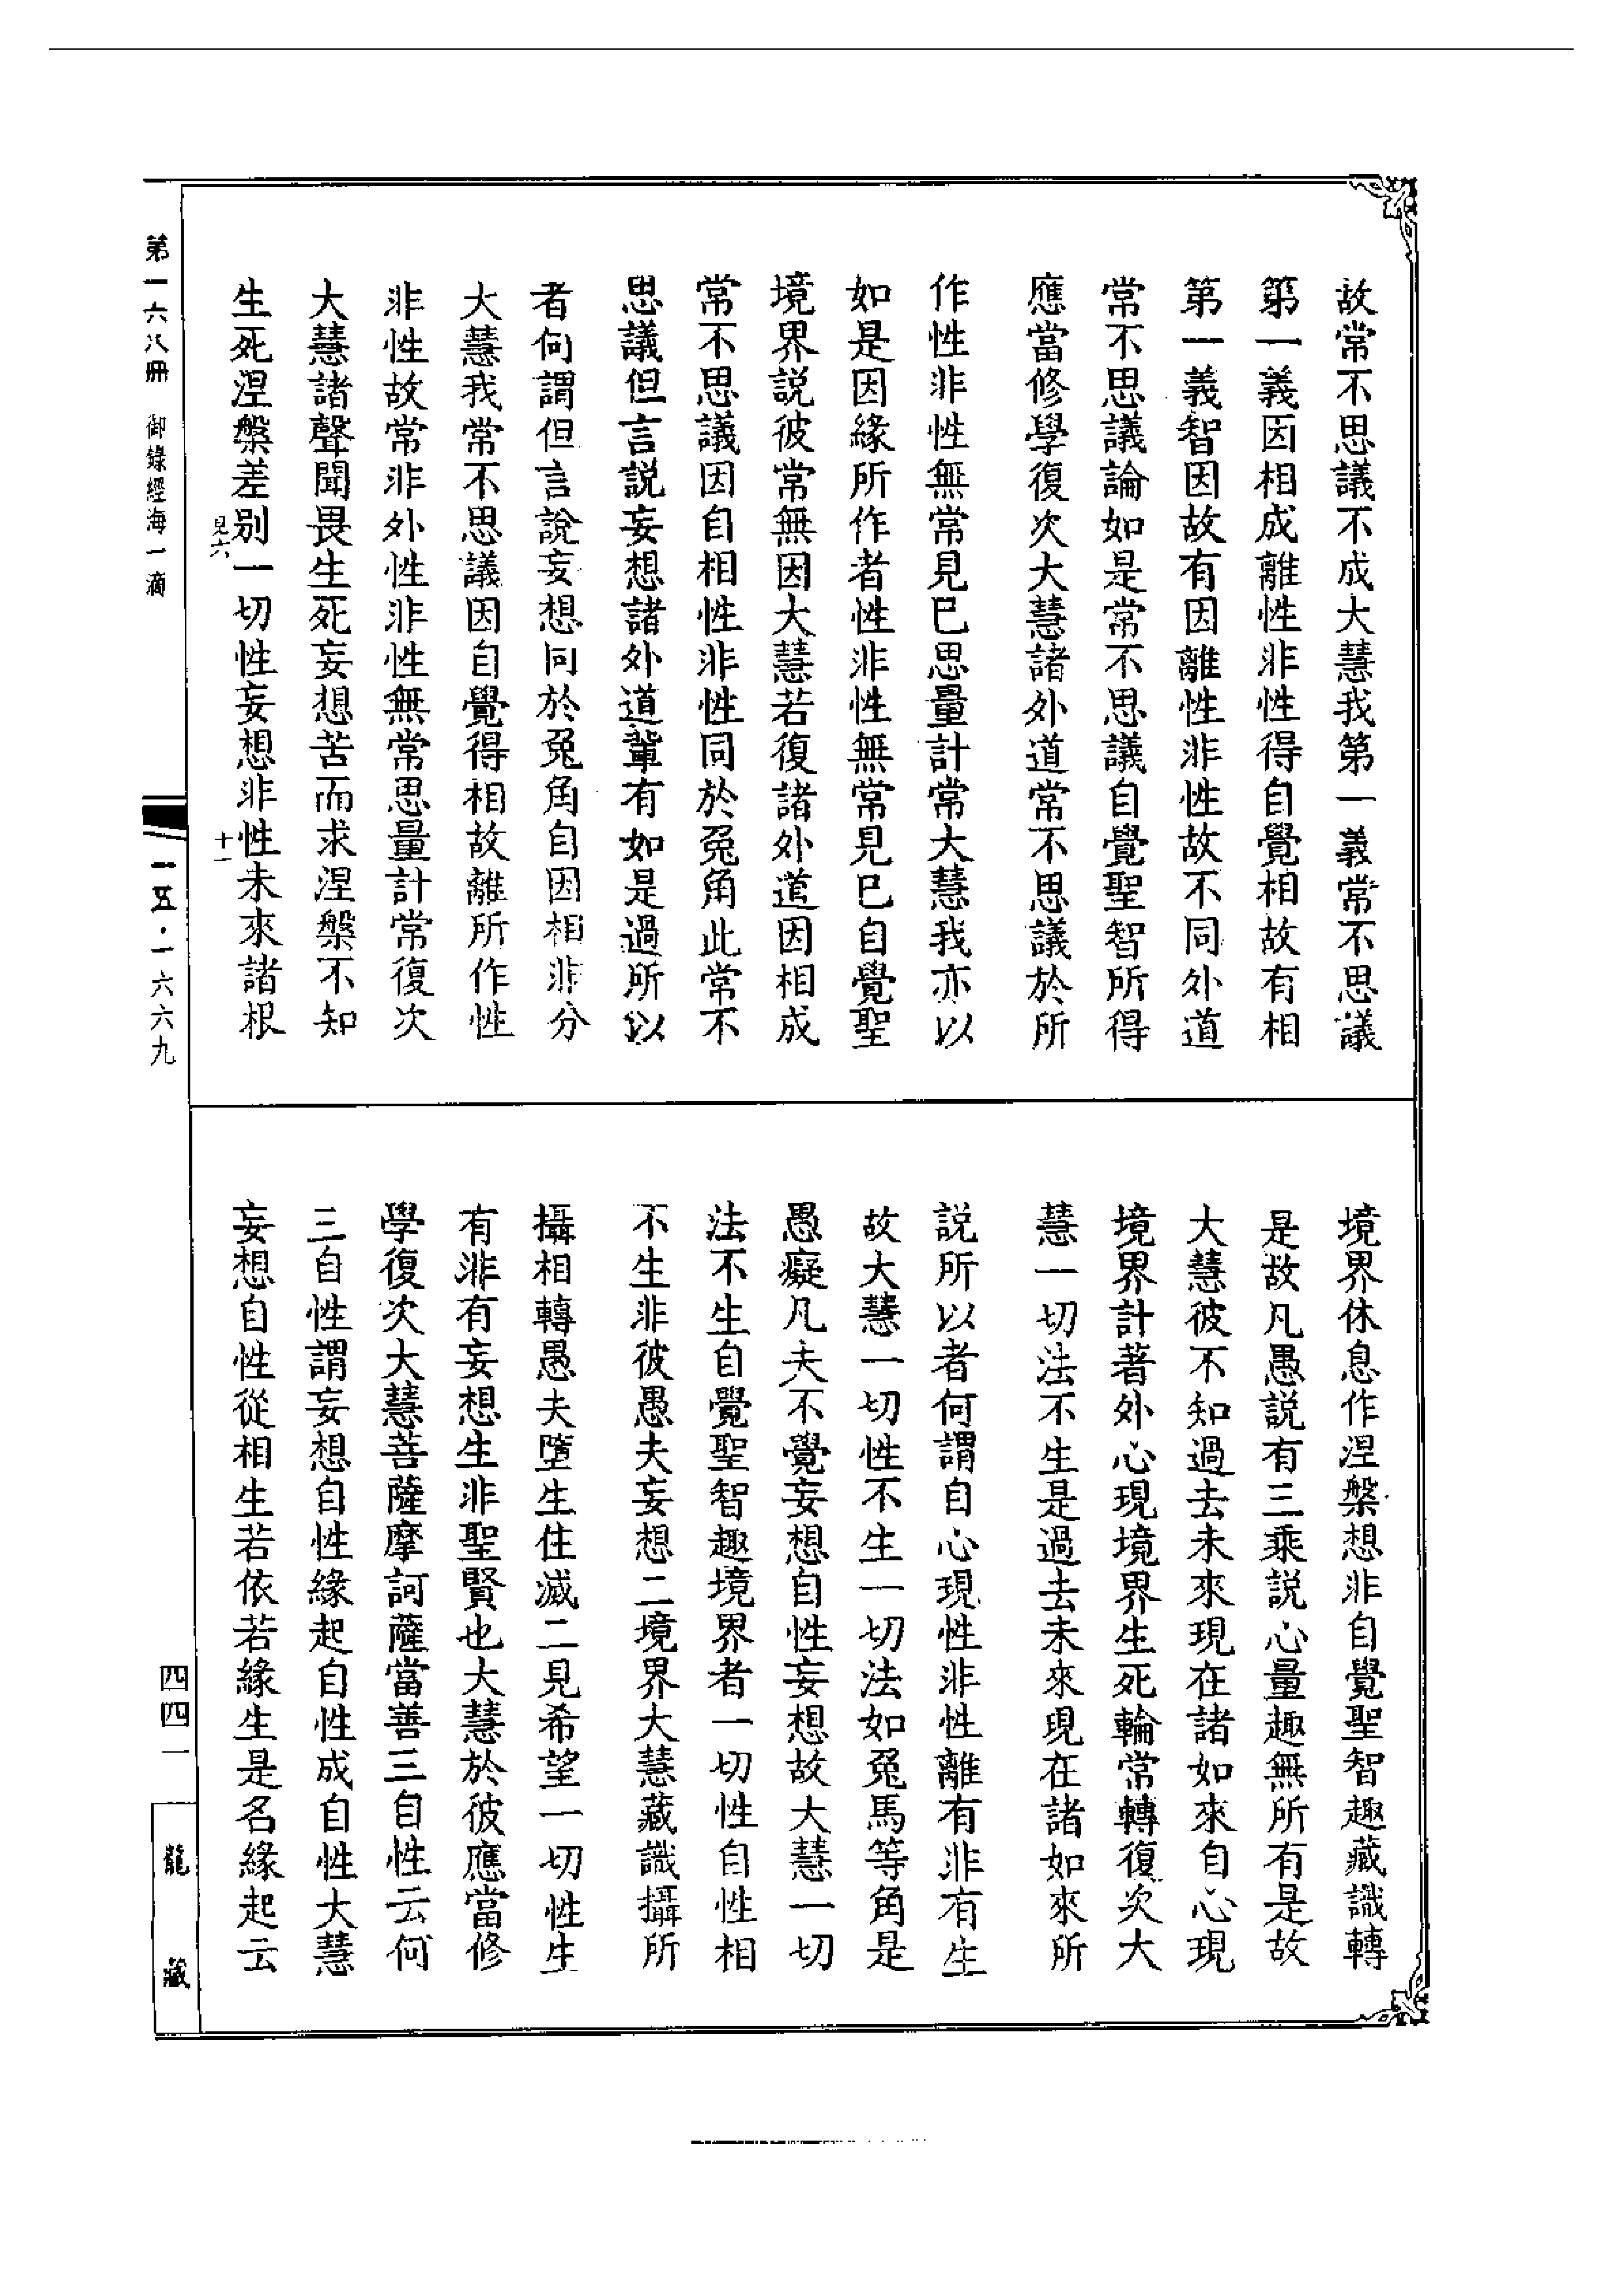 故常不思議不成大慧我第一義常不思議
第一義因相成離性非性得自覺相故有相
第一義智因故有因離性非性故不同外道
常不思議論如是常不思議自覺聖智所得
應當修學復次大慧諸外道常不思議於所
作性非性無常見已思量計常大慧我亦以
如是因緣所作者性非性無常見已自覺聖
境界説彼常無因大慧若復諸外道因相成
常不思議因自相性非性同於兔角此常不
思議但言説妄想諸外道輩有如是過所以
者何謂但言說妄想同於兔角自因相非分
大慧我常不思議因自覺得相故離所作性
非性故常非外性非性無常思量計常復次
大慧諸聲聞畏生死妄想苦而求涅槃不知
生死涅槃差別一切性妄想非性未來諸根
見六
十一
境界休息作涅槃想非自覺聖智趣藏識轉
是故凡愚説有三乘説心量趣無所有是故
大慧彼不知過去未來現在諸如來自心現
境界計著外心現境界生死輪常轉復次大
慧一切法不生是過去未來現在諸如來所
説所以者何謂自心現性非性離有非有生
故大慧一切性不生一切法如兔馬等角是
愚癡凡夫不覺妄想自性妄想故大慧一切
法不生自覺聖智趣境界者一切性自性相
不生非彼愚夫妄想二境界大慧藏識攝所
攝相轉愚夫墮生住滅二見希望一切性生
有非有妄想生非聖賢也大慧於彼應當修
學復次大慧菩薩摩訶薩當善三自性云何
三自性謂妄想自性緣起自性成自性大慧
妄想自性從相生若依若緣生是名緣起云
第一六八冊 御錄經海一滴
一五·一六六九
四四一
龍藏